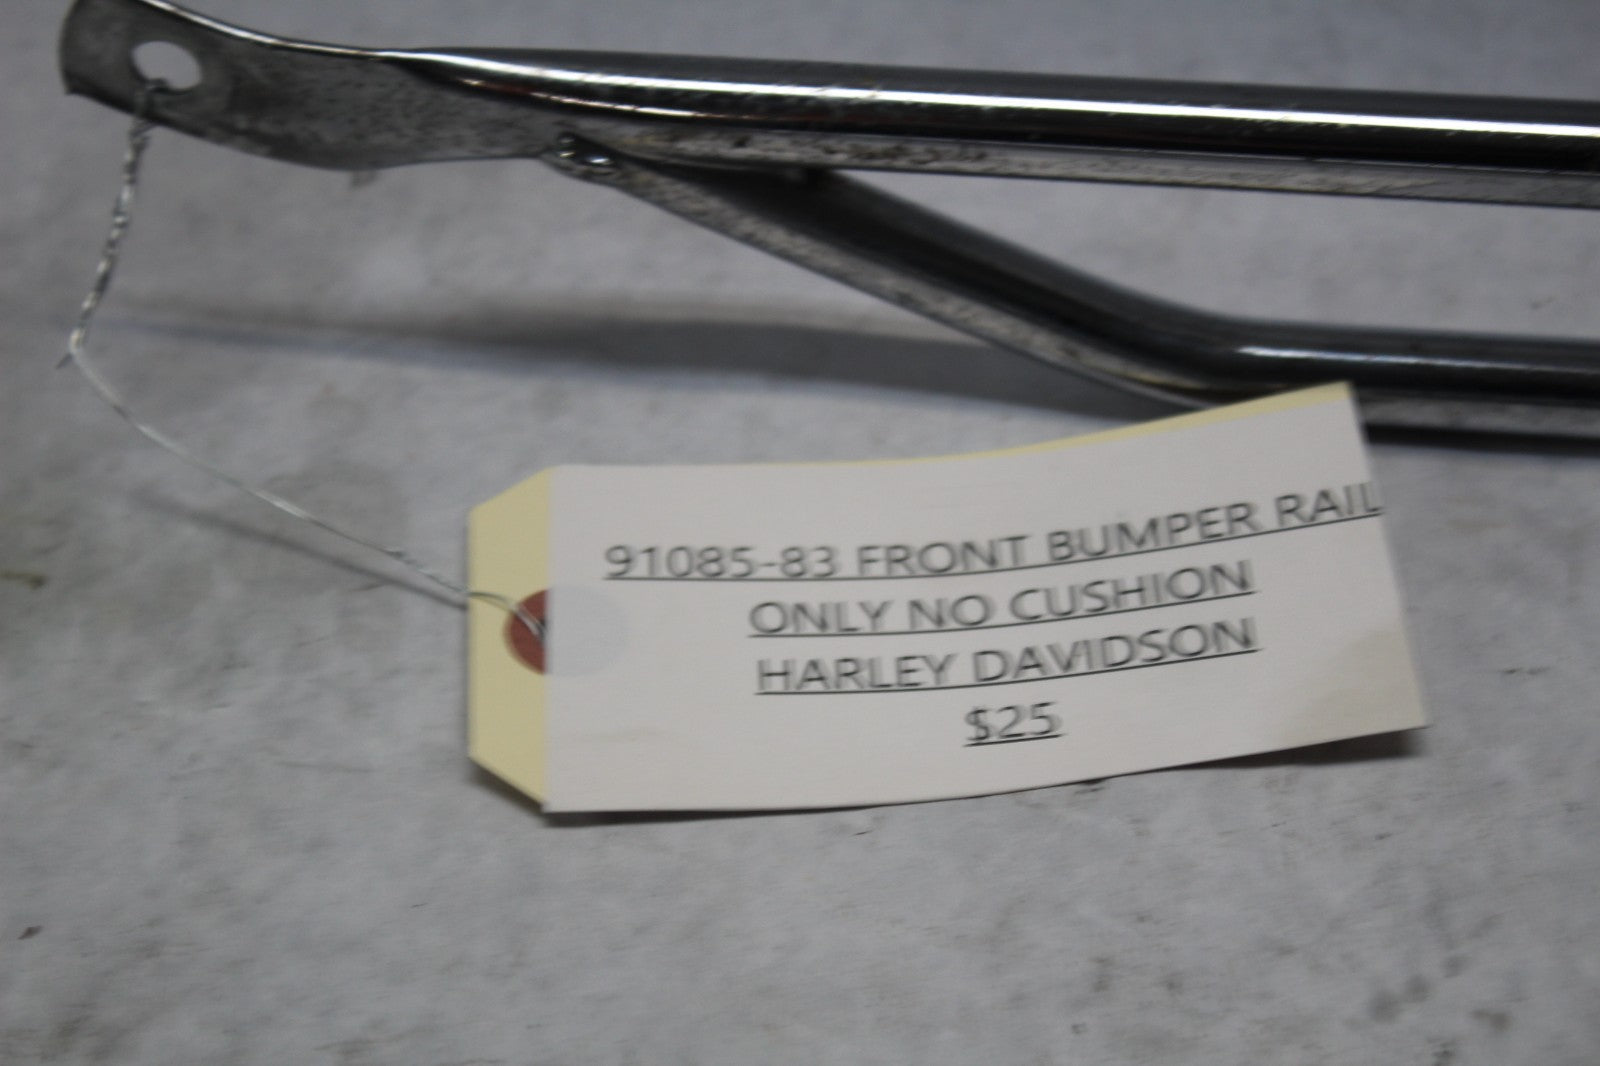 91085-83 FRONT BUMPER RAIL
ONLY NO CUSHION
HARLEY DAVIDSON
$25